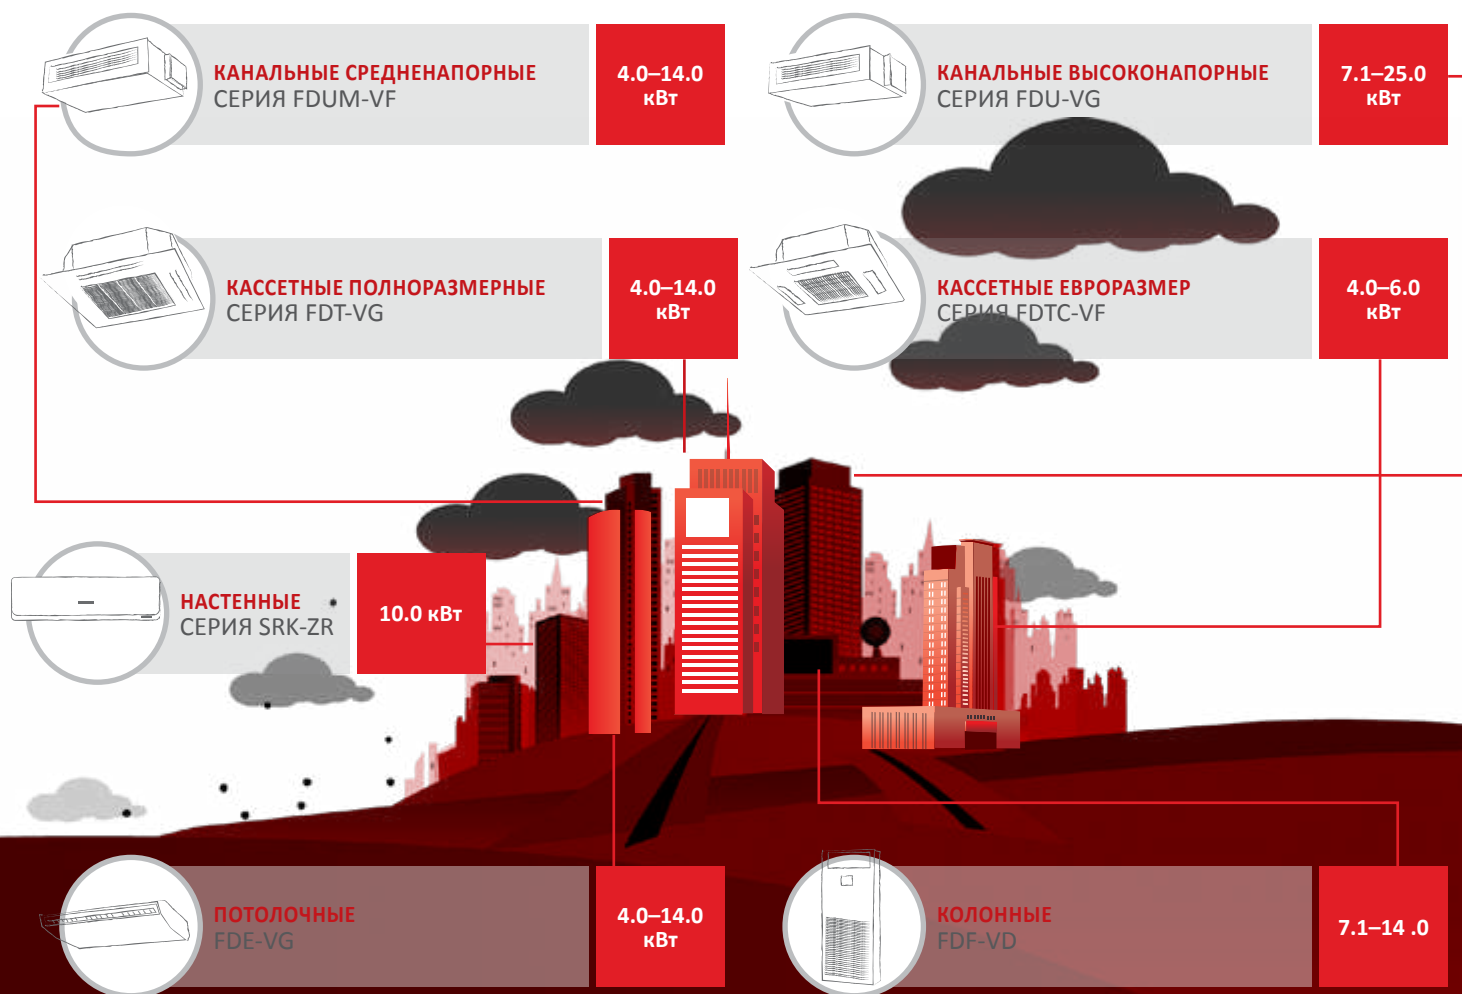 КАНАЛЬНЫЕ СРЕДНЕНАПОРНЫЕ
СЕРИЯ FDUM-VF
4.0–14.0
кВт
КАНАЛЬНЫЕ ВЫСОКОНАПОРНЫЕ
СЕРИЯ FDU-VG
7.1–25.0
кВт
КАССЕТНЫЕ ПОЛНОРАЗМЕРНЫЕ
СЕРИЯ FDT-VG
4.0–14.0
кВт
КАССЕТНЫЕ ЕВРОРАЗМЕР
СЕРИЯ FDTC-VF
4.0–6.0
кВт
НАСТЕННЫЕ
СЕРИЯ SRK-ZR
10.0 кВт
ПОТОЛОЧНЫЕ
FDE-VG
4.0–14.0
кВт
КОЛОННЫЕ
FDF-VD
7.1–14 .0